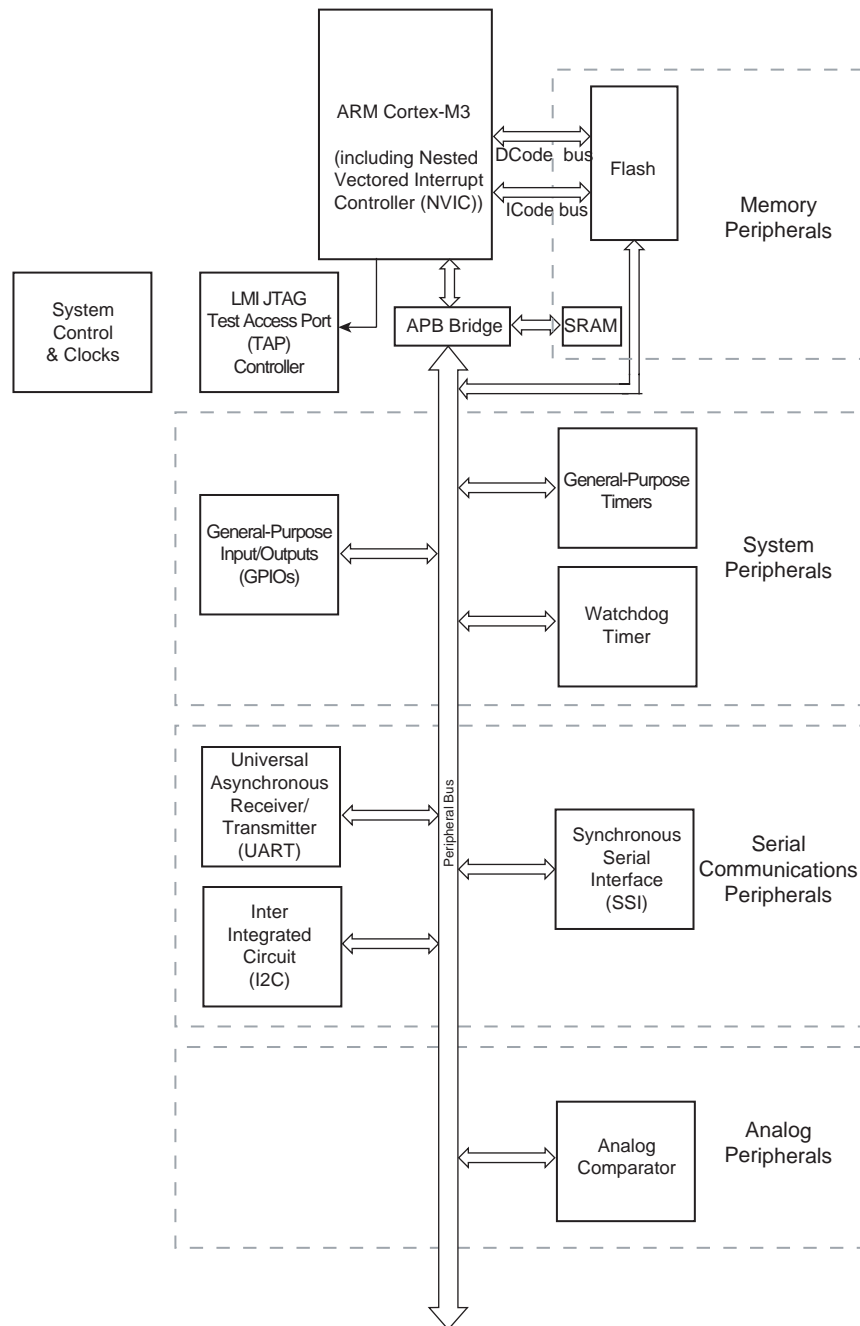 ARM Cortex-M3
(including Nested
Vectored Interrupt
Controller (NVIC))
DCode bus
ICode bus
Flash
Memory
Peripherals
System
Control
& Clocks
LMI JTAG
Test Access Port
(TAP)
Controller
APB Bridge
SRAM
General-Purpose
Timers
General-Purpose
Input/Outputs
(GPIOs)
System
Peripherals
Watchdog
Timer
Universal
Asynchronous
Receiver/
Transmitter
(UART)
Peripheral Bus
Synchronous
Serial
Interface
(SSI)
Serial
Communications
Peripherals
Inter
Integrated
Circuit
(I2C)
Analog
Comparator
Analog
Peripherals